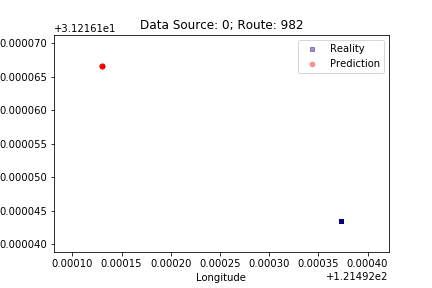 Data Source: 0; Route: 982
+3.12161e1
0.000070
0.000065
0.000060
0.000055
0.000050
0.000045
0.000040
Reality
Prediction
0.00010 0.00015 0.00020 0.00025 0.00030 0.00035 0.00040
Longitude
+1.21492e2